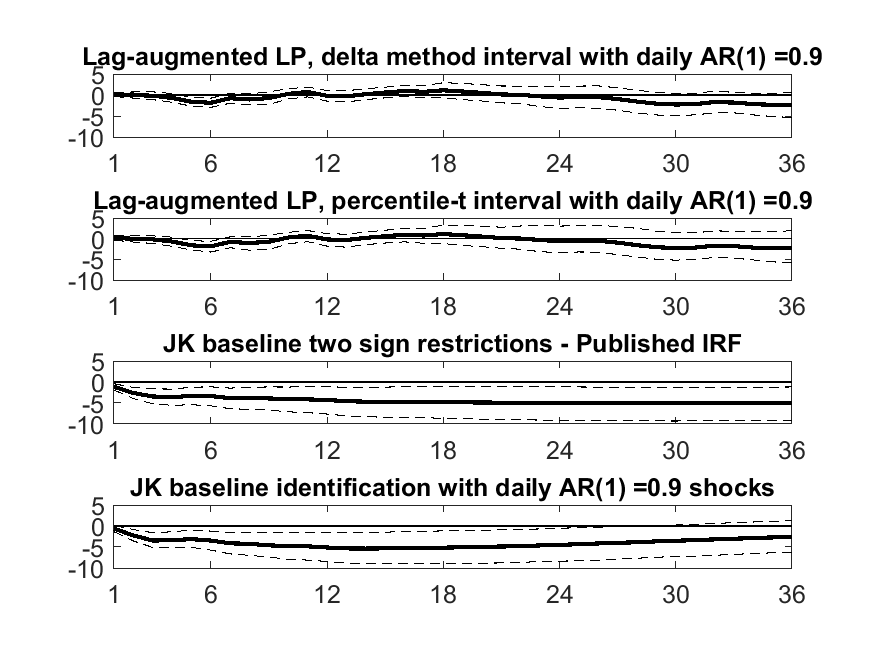 Lag-augmented LP, delta method interval with daily AR(1) =0.9
5
0
-5
-10
1 6 12 18 24 30 36
Lag-augmented LP, percentile-t interval with daily AR(1) =0.9
5
0
-5
-10
1 6 12 18 24 30 36
JK baseline two sign restrictions - Published IRF
5
0
-5
-10
1 6 12 18 24 30 36
JK baseline identification with daily AR(1) =0.9 shocks
5
0
-5
-10
1 6 12 18 24 30 36